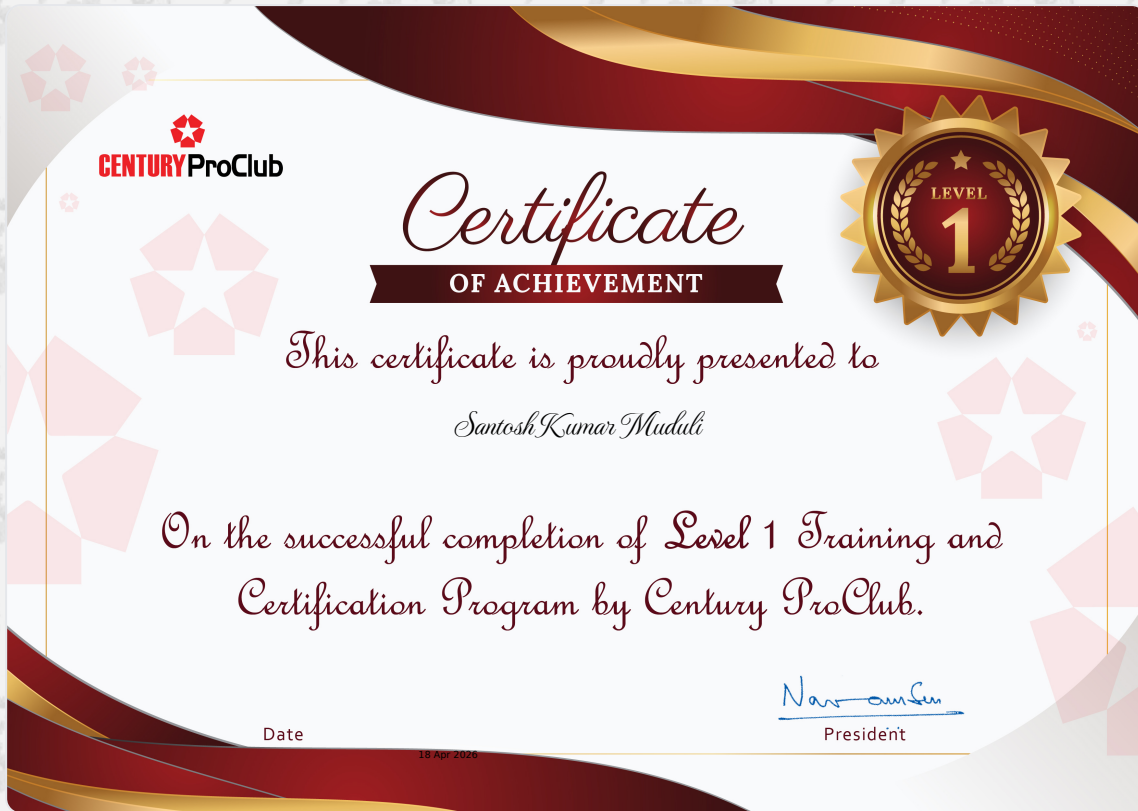 CENTURY ProClub
LEVEL
1
Certificate
OF ACHIEVEMENT
This certificate is proudly presented to
Santosh Kumar Muduli
On the successful completion of Level 1 Training and
Certification Program by Century ProClub.
Date
President
18 Apr 2026